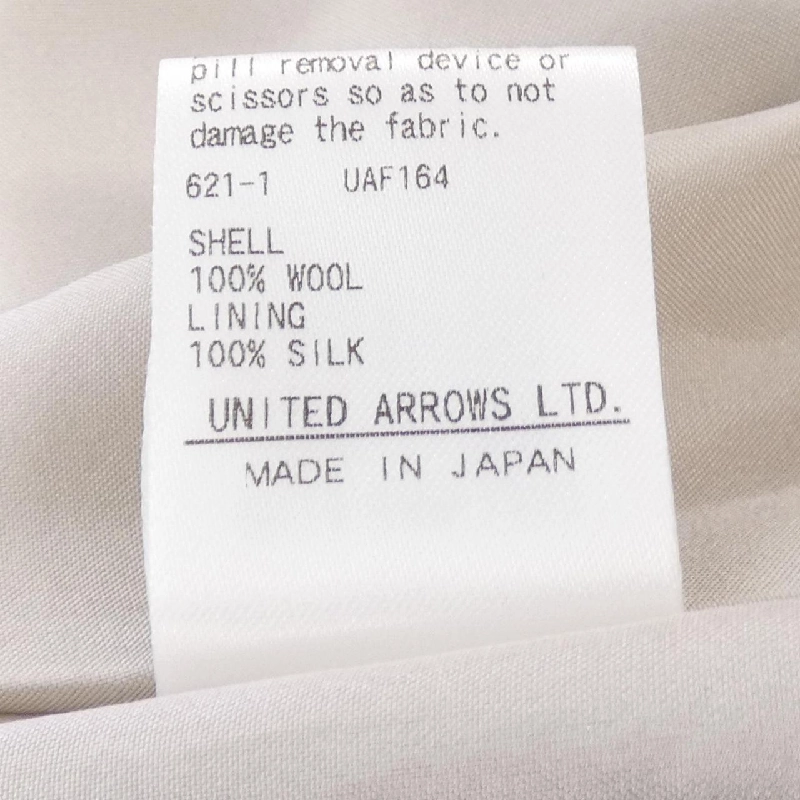 pill removal device or
scissors so as to not
damage the fabric.
621-1 UAF164
SHELL
100% WOOL
LINING
100% SILK
UNITED ARROWS LTD.
MADE IN JAPAN